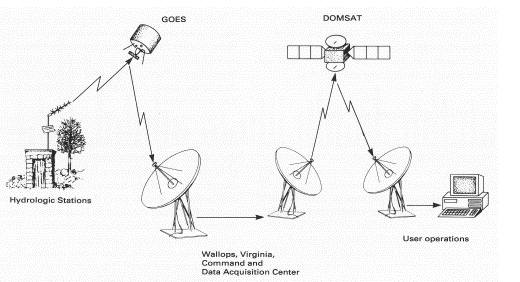 GOES
DOMSAT
Hydrologic Stations
User operations
Wallops, Virginia,
Command and
Data Acquisition Center